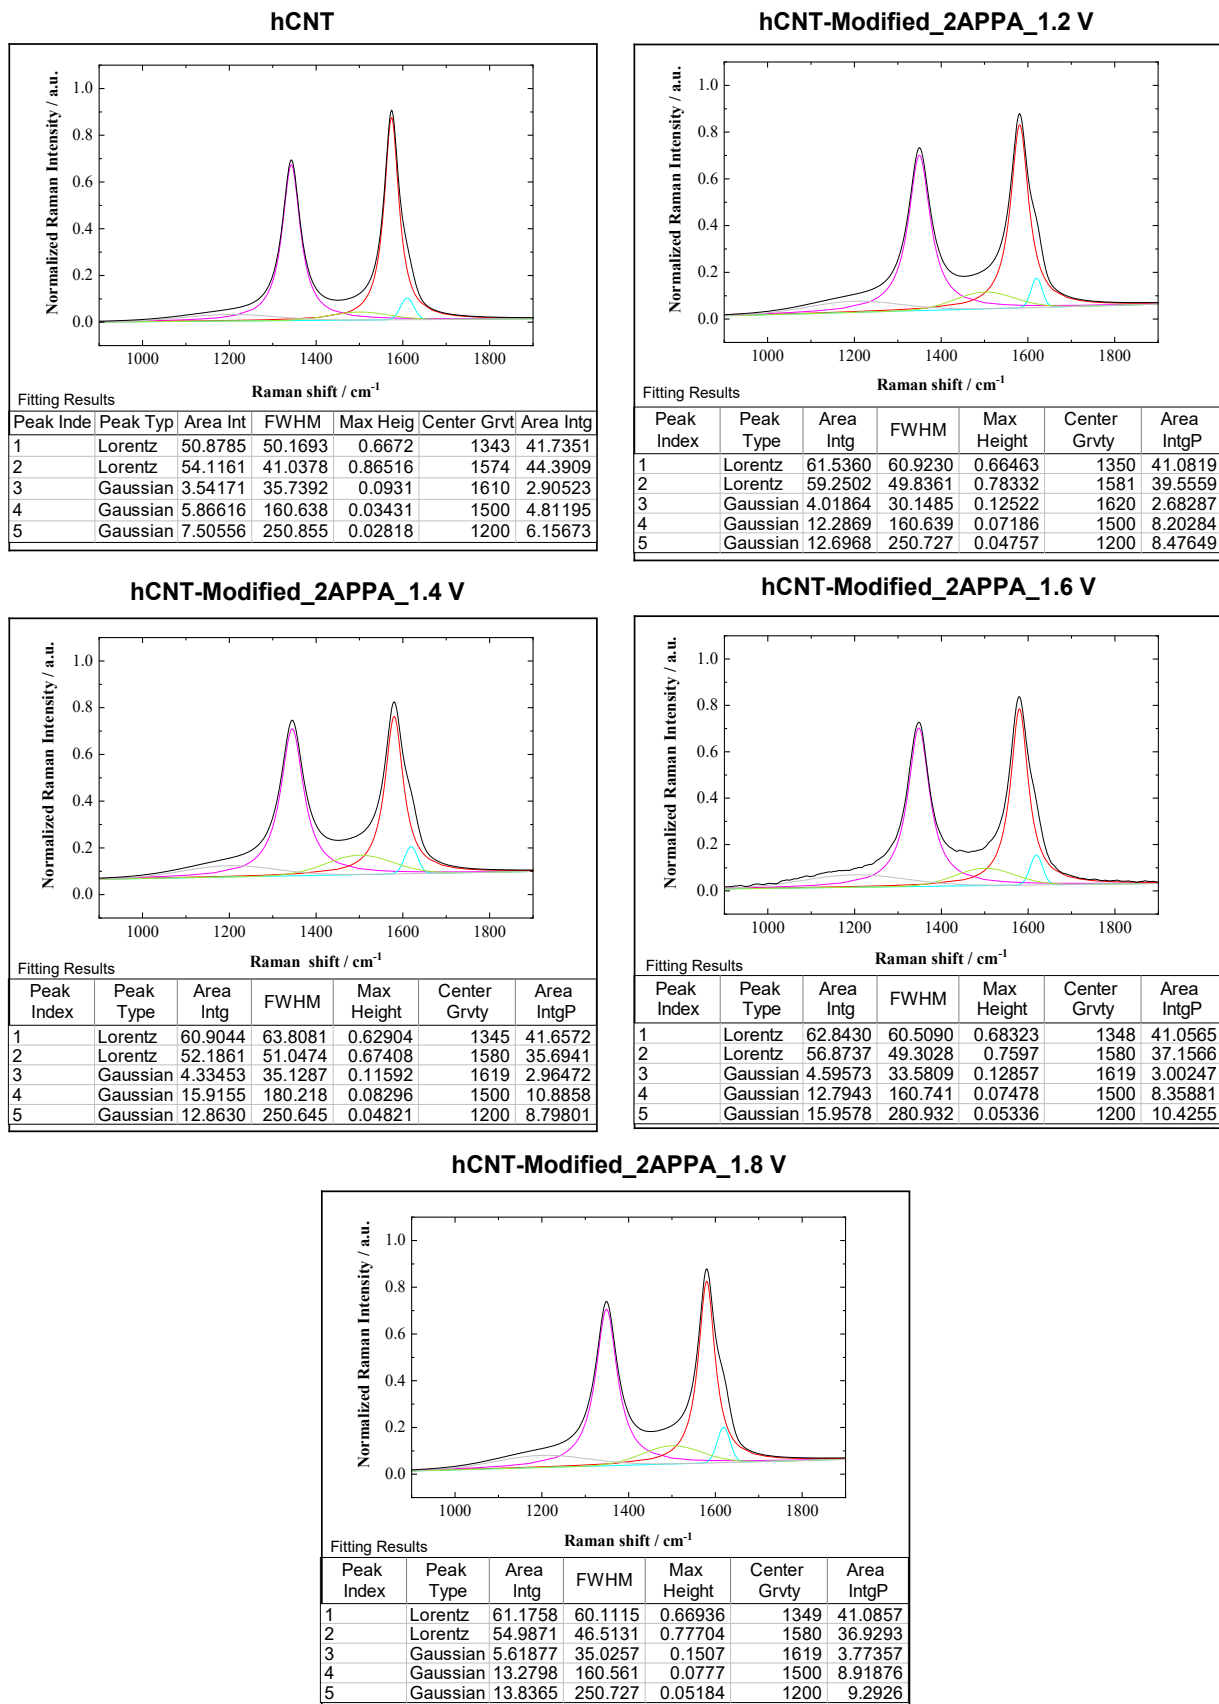 hCNT
1.0
0.8
0.6
0.4
0.2
0.0
Normalized Raman Intensity / a.u.
1000 1200 1400 1600 1800
Raman shift / cm-1
Fitting Results
Peak Inde Peak Typ Area Int FWHM Max Heig Center Grvt Area Intg
1 Lorentz 50.8785 50.1693 0.6672 1343 41.7351
2 Lorentz 54.1161 41.0378 0.86516 1574 44.3909
3 Gaussian 3.54171 35.7392 0.0931 1610 2.90523
4 Gaussian 5.86616 160.638 0.03431 1500 4.81195
5 Gaussian 7.50556 250.855 0.02818 1200 6.15673
hCNT-Modified_2APPA_1.2 V
1.0
0.8
0.6
0.4
0.2
0.0
Normalized Raman Intensity / a.u.
1000 1200 1400 1600 1800
Raman shift / cm-1
Fitting Results
Peak Index Peak Type Area Intg FWHM Max Height Center Grvty Area IntgP
1 Lorentz 61.5360 60.9230 0.66463 1350 41.0819
2 Lorentz 59.2502 49.8361 0.78332 1581 39.5559
3 Gaussian 4.01864 30.1485 0.12522 1620 2.68287
4 Gaussian 12.2869 160.639 0.07186 1500 8.20284
5 Gaussian 12.6968 250.727 0.04757 1200 8.47649
hCNT-Modified_2APPA_1.4 V
1.0
0.8
0.6
0.4
0.2
0.0
Normalized Raman Intensity / a.u.
1000 1200 1400 1600 1800
Raman shift / cm-1
Fitting Results
Peak Index Peak Type Area Intg FWHM Max Height Center Grvty Area IntgP
1 Lorentz 60.9044 63.8081 0.62904 1345 41.6572
2 Lorentz 52.1861 51.0474 0.67408 1580 35.6941
3 Gaussian 4.33453 35.1287 0.11592 1619 2.96472
4 Gaussian 15.9155 180.218 0.08296 1500 10.8858
5 Gaussian 12.8630 250.645 0.04821 1200 8.79801
hCNT-Modified_2APPA_1.6 V
1.0
0.8
0.6
0.4
0.2
0.0
Normalized Raman Intensity / a.u.
1000 1200 1400 1600 1800
Raman shift / cm-1
Fitting Results
Peak Index Peak Type Area Intg FWHM Max Height Center Grvty Area IntgP
1 Lorentz 62.8430 60.5090 0.68323 1348 41.0565
2 Lorentz 56.8737 49.3028 0.7597 1580 37.1566
3 Gaussian 4.59573 33.5809 0.12857 1619 3.00247
4 Gaussian 12.7943 160.741 0.07478 1500 8.35881
5 Gaussian 15.9578 280.932 0.05336 1200 10.4255
hCNT-Modified_2APPA_1.8 V
1.0
0.8
0.6
0.4
0.2
0.0
Normalized Raman Intensity / a.u.
1000 1200 1400 1600 1800
Raman shift / cm-1
Fitting Results
Peak Index Peak Type Area Intg FWHM Max Height Center Grvty Area IntgP
1 Lorentz 61.1758 60.1115 0.66936 1349 41.0857
2 Lorentz 54.9871 46.5131 0.77704 1580 36.9293
3 Gaussian 5.61877 35.0257 0.1507 1619 3.77357
4 Gaussian 13.2798 160.561 0.0777 1500 8.91876
5 Gaussian 13.8365 250.727 0.05184 1200 9.2926